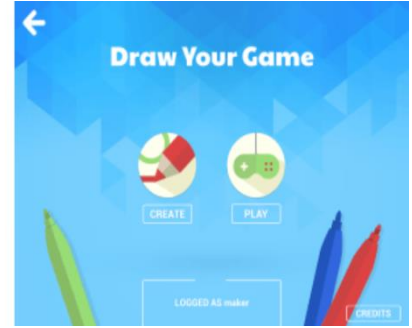 Draw Your Game
CREATE
PLAY
LOGGED AS maker
CREDITS